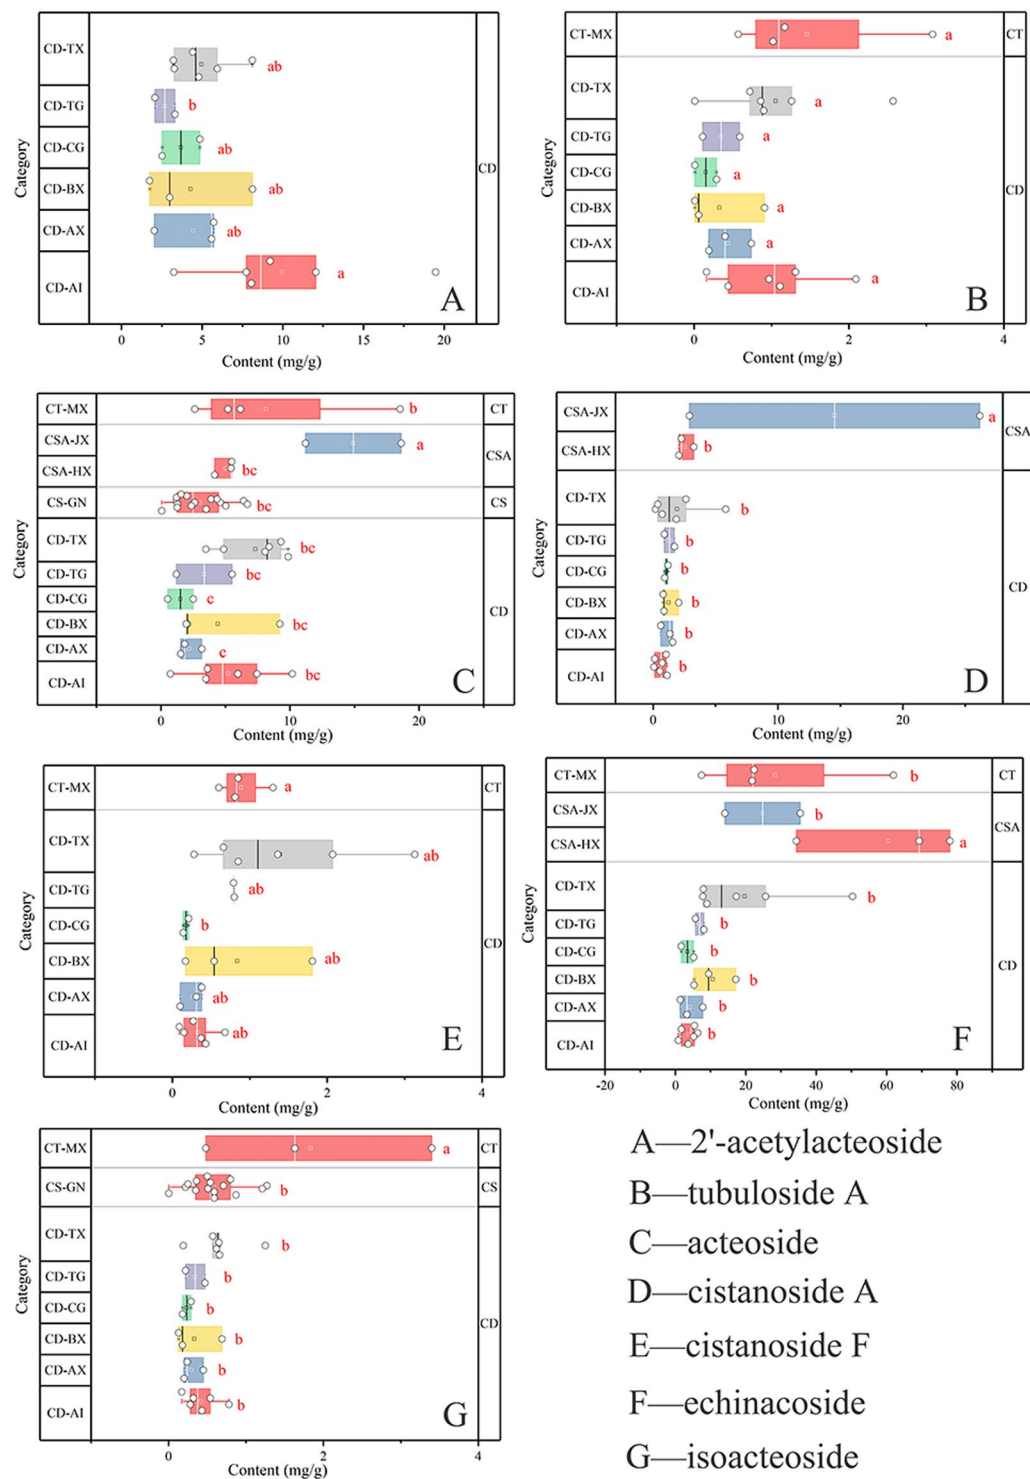 CD-TX
ab
CD-TG
b
CD-CG
ab
CD-BX
ab
CD-AX
ab
CD-AI
a
Category
CD
A
0 5 10 15 20
Content (mg/g)
CT-MX
a
CT
CD-TX
a
CD-TG
a
CD-CG
a
CD-BX
a
CD-AX
a
CD-AI
a
Category
CD
B
0 2 4
Content (mg/g)
CT-MX
b
CT
CSA-JX
a
CSA-HX
bc
CSA
CS-GN
bc
CS
CD-TX
bc
CD-TG
bc
CD-CG
c
CD-BX
bc
CD-AX
c
CD-AI
bc
Category
CD
C
0 10 20
Content (mg/g)
CSA-JX
a
CSA-HX
b
CSA
CD-TX
b
CD-TG
b
CD-CG
b
CD-BX
b
CD-AX
b
CD-AI
b
Category
CD
D
0 10 20
Content (mg/g)
CT-MX
a
CT
CD-TX
ab
CD-TG
ab
CD-CG
b
CD-BX
ab
CD-AX
ab
CD-AI
ab
Category
CD
E
0 2 4
Content (mg/g)
CT-MX
b
CT
CSA-JX
b
CSA-HX
a
CSA
CD-TX
b
CD-TG
b
CD-CG
b
CD-BX
b
CD-AX
b
CD-AI
b
Category
CD
F
-20 0 20 40 60 80
Content (mg/g)
CT-MX
a
CT
CS-GN
b
CS
CD-TX
b
CD-TG
b
CD-CG
b
CD-BX
b
CD-AX
b
CD-AI
b
Category
CD
G
0 2 4
Content (mg/g)
A—2'-acetylacteoside
B—tubuloside A
C—acteoside
D—cistanoside A
E—cistanoside F
F—echinacoside
G—isoacteoside